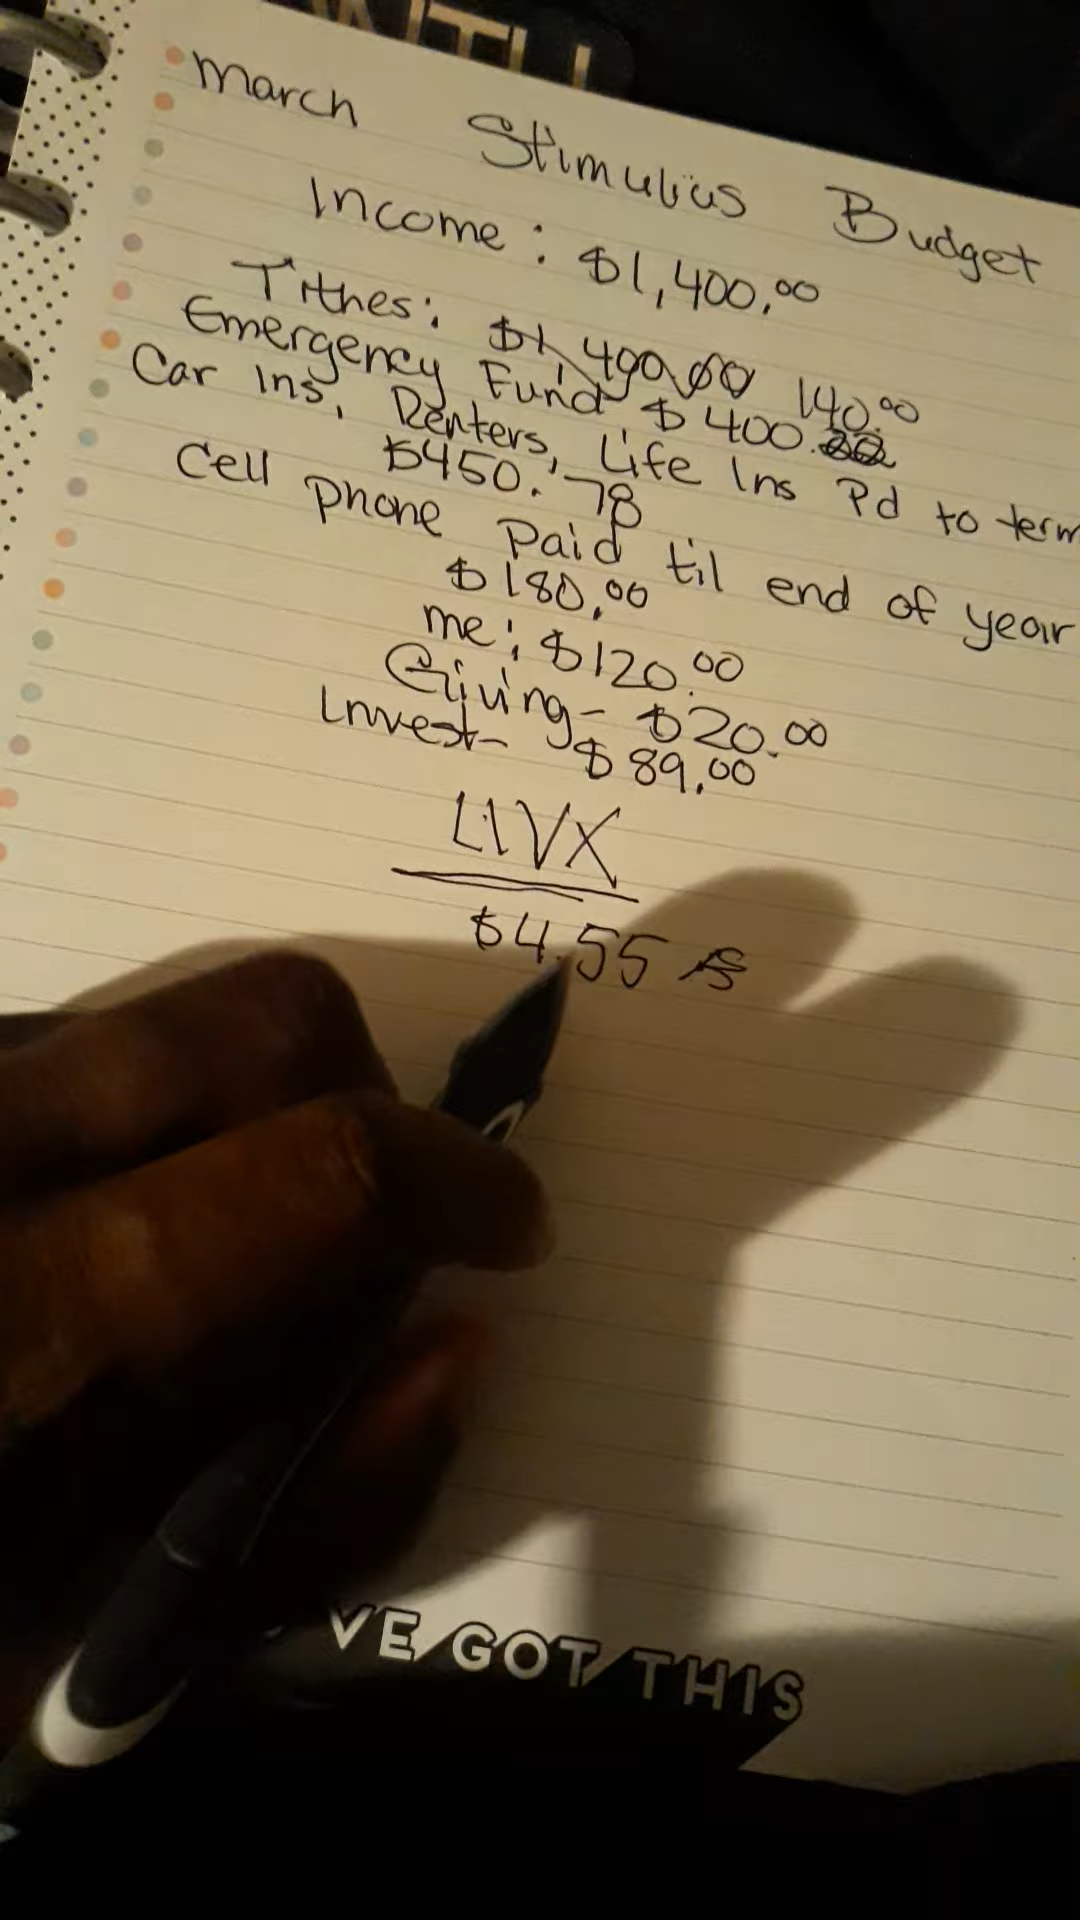 March Stimulus Budget
Income: $1,400.00
Tithes: $1,400.00 140.00
Emergency Fund $400.00
Car Ins, Renters, Life Ins Pd to term
$450.78
Cell phone Paid til end of year
$180.00
me: $120.00
Giving- $20.00
Invest- $89.00
LIVX
$4.55
VE GOT THIS